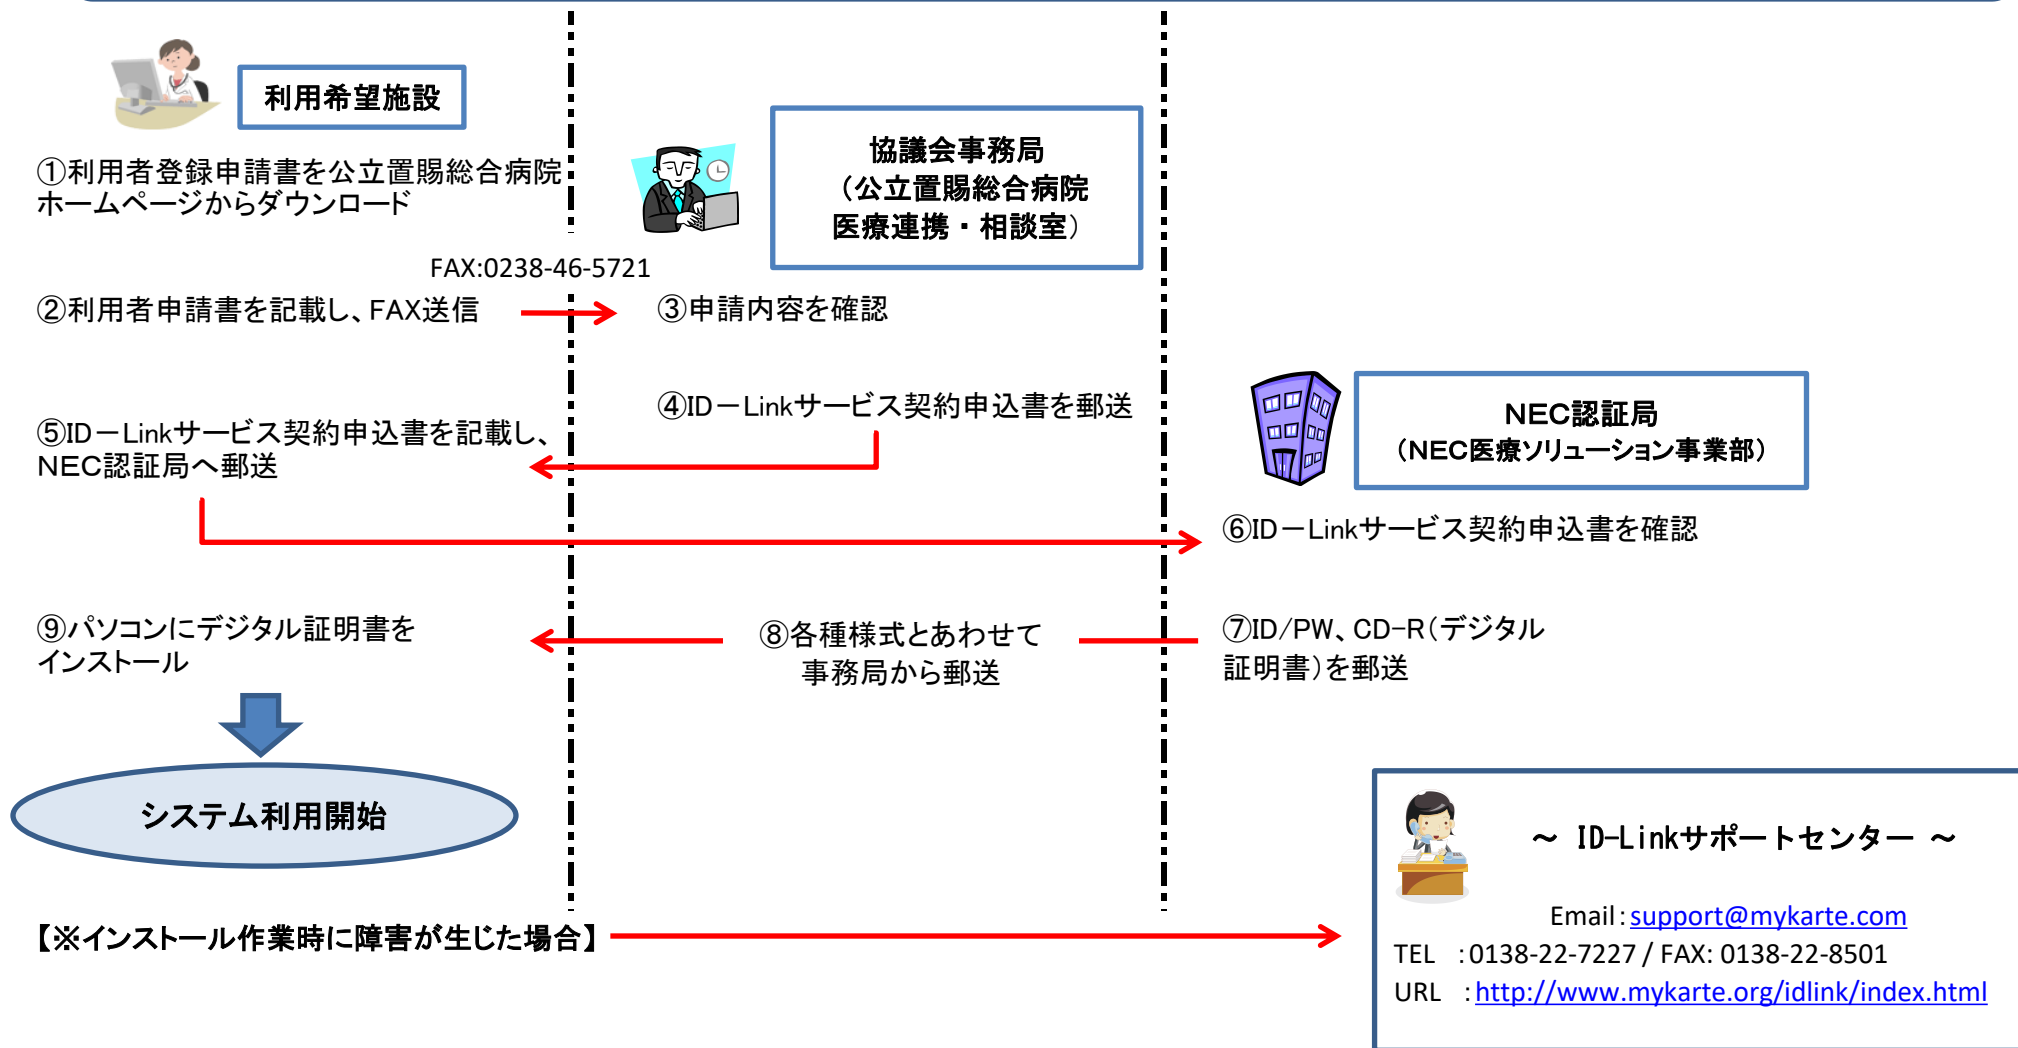 利用希望施設
①利用者登録申請書を公立置賜総合病院
ホームページからダウンロード
協議会事務局
（公立置賜総合病院
医療連携・相談室）
FAX:0238-46-5721
②利用者申請書を記載し、FAX送信
③申請内容を確認
④ID－Linkサービス契約申込書を郵送
⑤ID－Linkサービス契約申込書を記載し、
NEC認証局へ郵送
NEC認証局
（NEC医療ソリューション事業部）
⑥ID－Linkサービス契約申込書を確認
⑦ID/PW、CD-R（デジタル
証明書）を郵送
⑧各種様式とあわせて
事務局から郵送
⑨パソコンにデジタル証明書を
インストール
システム利用開始
【※インストール作業時に障害が生じた場合】
～ ID-Linkサポートセンター ～
Email：support@mykarte.com
TEL ：0138-22-7227 / FAX: 0138-22-8501
URL ：http://www.mykarte.org/idlink/index.html